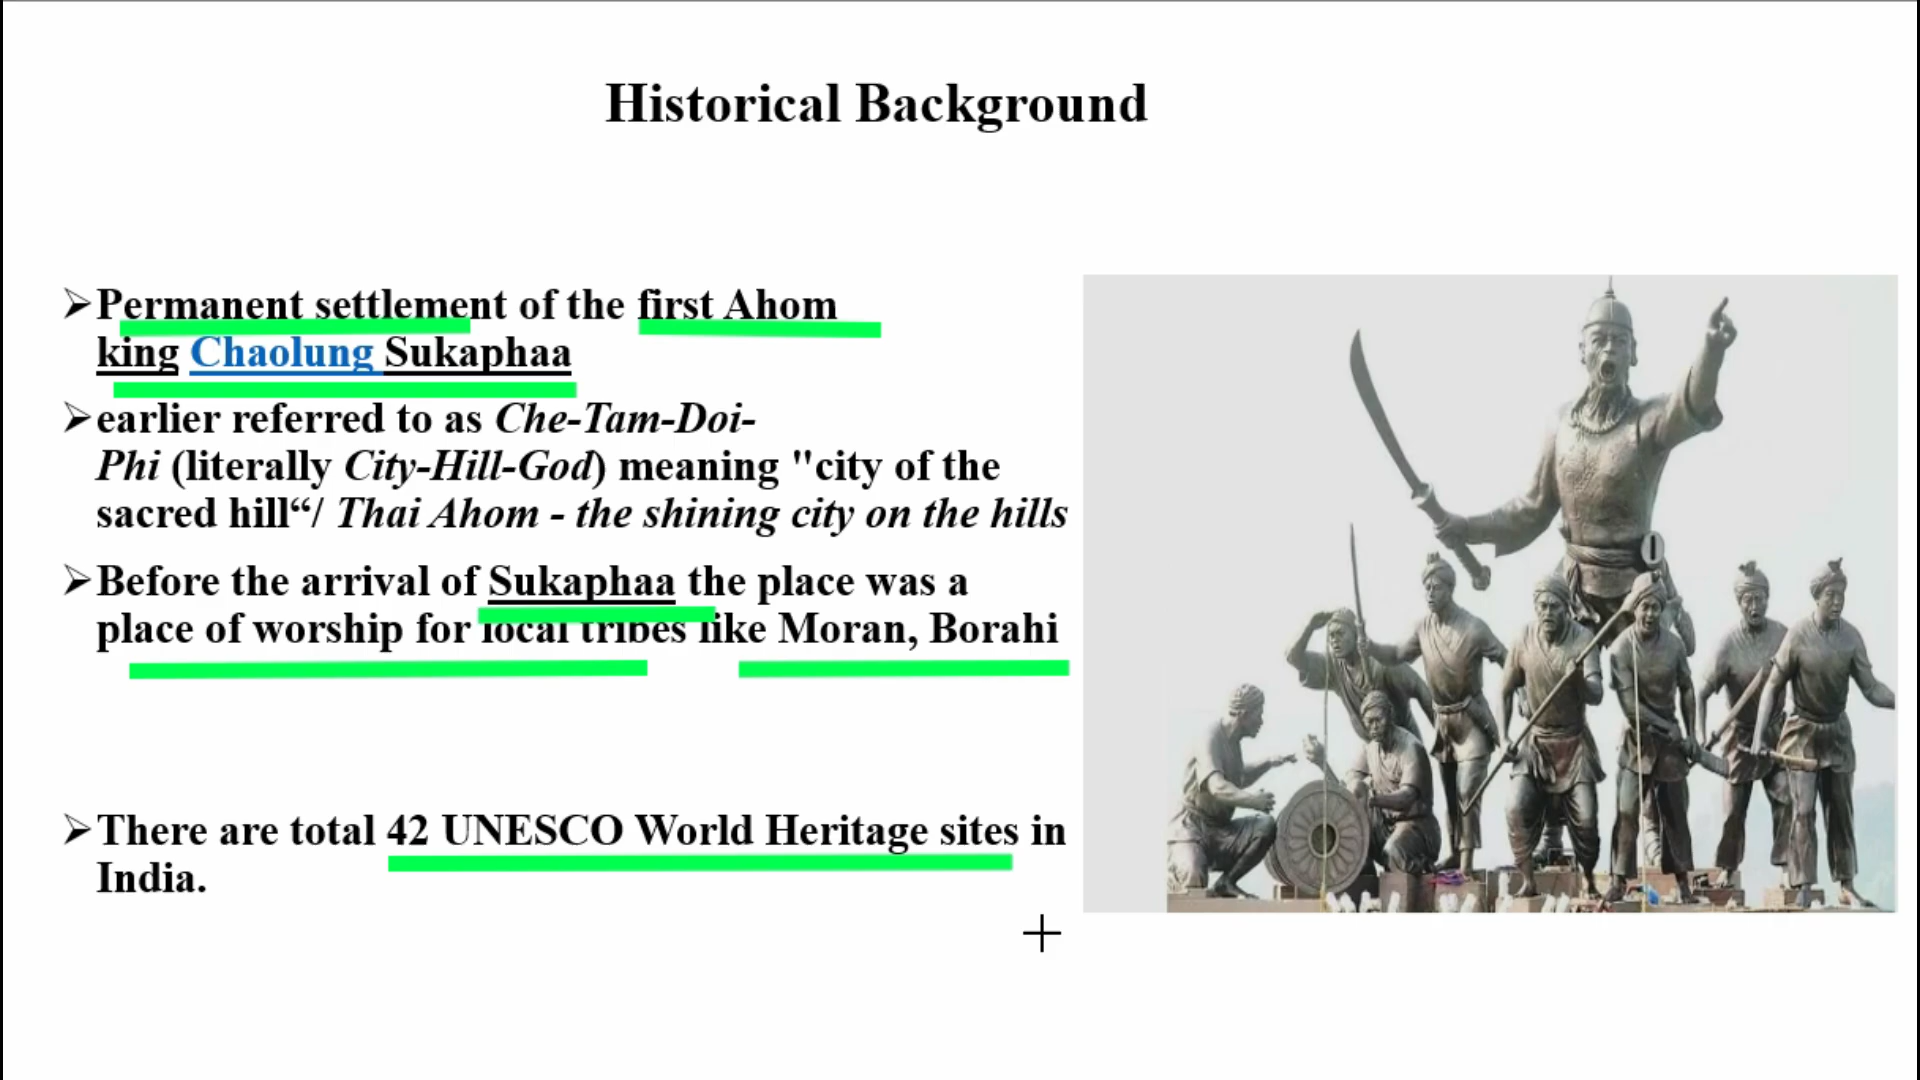 Historical Background
➢Permanent settlement of the first Ahom
king Chaolung Sukaphaa
➢earlier referred to as Che-Tam-Doi-
Phi (literally City-Hill-God) meaning "city of the
sacred hill“/ Thai Ahom - the shining city on the hills
➢Before the arrival of Sukaphaa the place was a
place of worship for local tribes like Moran, Borahi
➢There are total 42 UNESCO World Heritage sites in
India.